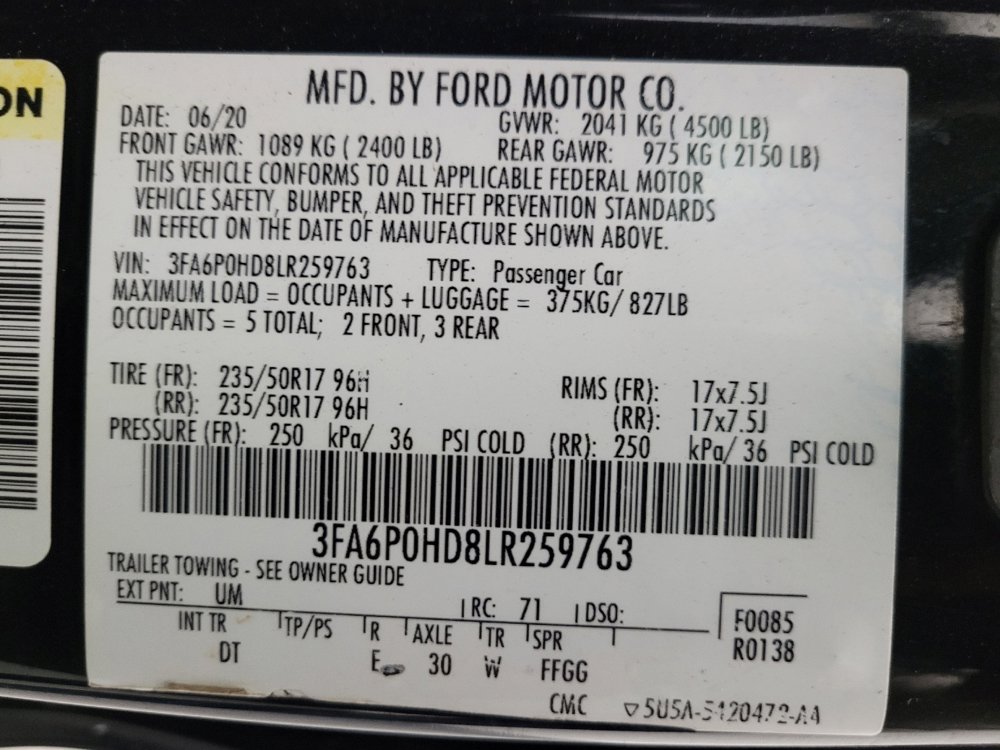 ON
MFD. BY FORD MOTOR CO.
DATE: 06/20 GVWR: 2041 KG ( 4500 LB)
FRONT GAWR: 1089 KG ( 2400 LB) REAR GAWR: 975 KG ( 2150 LB)
THIS VEHICLE CONFORMS TO ALL APPLICABLE FEDERAL MOTOR
VEHICLE SAFETY, BUMPER, AND THEFT PREVENTION STANDARDS
IN EFFECT ON THE DATE OF MANUFACTURE SHOWN ABOVE.
VIN: 3FA6P0HD8LR259763 TYPE: Passenger Car
MAXIMUM LOAD = OCCUPANTS + LUGGAGE = 375KG/ 827LB
OCCUPANTS = 5 TOTAL; 2 FRONT, 3 REAR
TIRE (FR): 235/50R17 96H RIMS (FR): 17x7.5J
(RR): 235/50R17 96H (RR): 17x7.5J
PRESSURE (FR): 250 kPa/ 36 PSI COLD (RR): 250 kPa/ 36 PSI COLD
3FA6P0HD8LR259763
TRAILER TOWING - SEE OWNER GUIDE
EXT PNT: UM RC: 71 DSO: F0085
INT TR TP/PS R AXLE TR SPR R0138
DT E 30 W FFGG
CMC ▽5U5A-5420472-AA